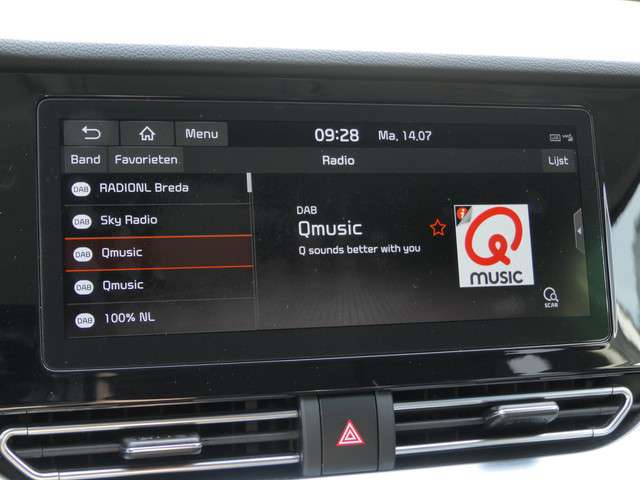 Menu 09:28 Ma, 14.07
Band Favorieten Radio Lijst
DAB RADIONL Breda
DAB Sky Radio
DAB Qmusic
DAB Qmusic
DAB 100% NL
DAB
Qmusic
Q sounds better with you
i
Q
MUSIC
SCAN